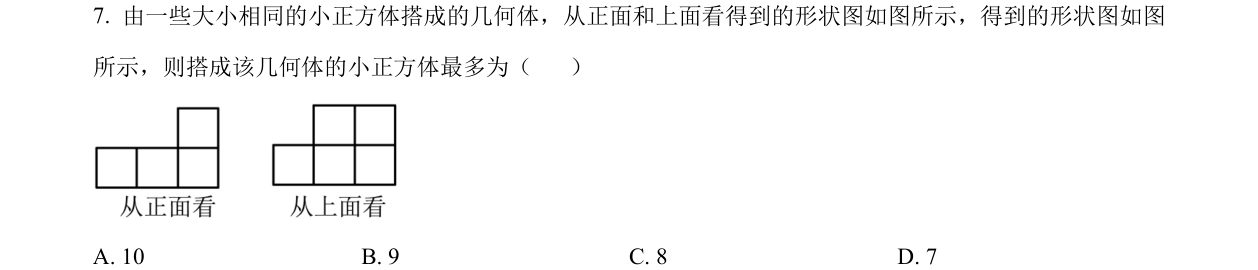 7. 由一些大小相同的小正方体搭成的几何体，从正面和上面看得到的形状图如图所示，得到的形状图如图
所示，则搭成该几何体的小正方体最多为（　　）
从正面看　从上面看
A. 10　B. 9　C. 8　D. 7